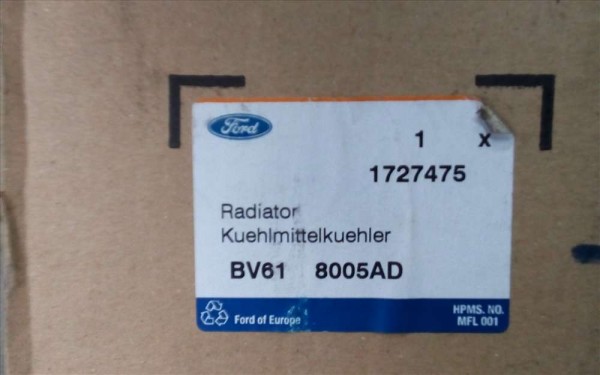 Ford
1 x
1727475
Radiator
Kuehlmittelkuehler
BV61 8005AD
Ford of Europe
HPMS. NO.
MFL 001